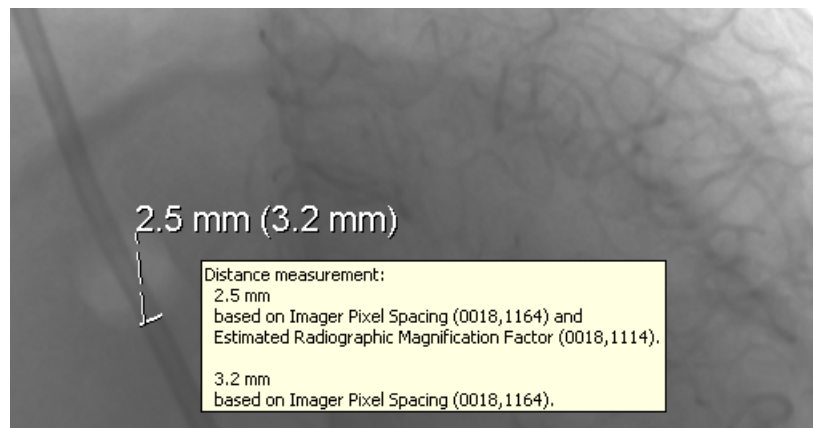 2.5 mm (3.2 mm)
Distance measurement:
2.5 mm
based on Imager Pixel Spacing (0018,1164) and
Estimated Radiographic Magnification Factor (0018,1114).
3.2 mm
based on Imager Pixel Spacing (0018,1164).